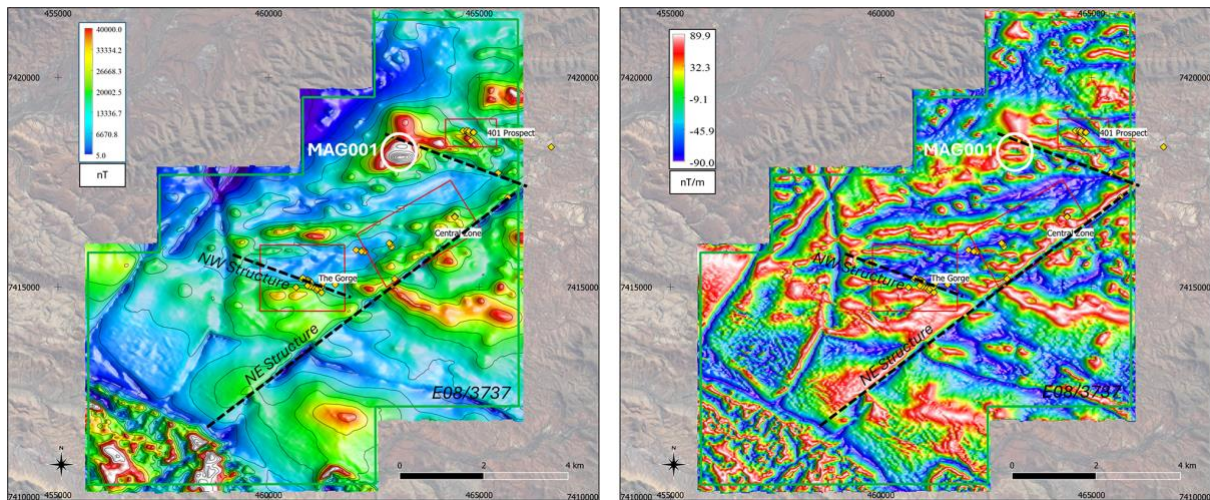 460000
465000
40000.0
33334.2
26668.3
20002.5
13336.7
6670.8
5.0
nT
7420000
7420000
401 Prospect
MAG001
Central Zone
NW Structure
The Gorge
7415000
7415000
NE Structure
E08/3737
N
0
2
4 km
455000
460000
465000
7410000
7410000
460000
465000
89.9
32.3
-9.1
-45.9
-90.0
nT/m
7420000
7420000
401 Prospect
MAG001
Central Zone
NW Structure
The Gorge
7415000
7415000
NE Structure
E08/3737
N
0
2
4 km
455000
460000
465000
7410000
7410000